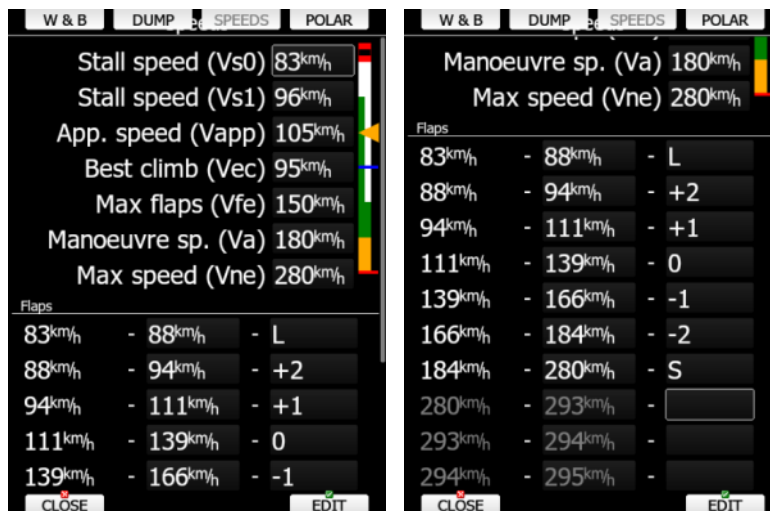 W & B DUMP SPEEDS POLAR
Speeds
Stall speed (Vs0) 83km/h
Stall speed (Vs1) 96km/h
App. speed (Vapp) 105km/h
Best climb (Vec) 95km/h
Max flaps (Vfe) 150km/h
Manoeuvre sp. (Va) 180km/h
Max speed (Vne) 280km/h
Flaps
83km/h - 88km/h - L
88km/h - 94km/h - +2
94km/h - 111km/h - +1
111km/h - 139km/h - 0
139km/h - 166km/h - -1
CLOSE EDIT
W & B DUMP SPEEDS POLAR
Manoeuvre sp. (Va) 180km/h
Max speed (Vne) 280km/h
Flaps
83km/h - 88km/h - L
88km/h - 94km/h - +2
94km/h - 111km/h - +1
111km/h - 139km/h - 0
139km/h - 166km/h - -1
166km/h - 184km/h - -2
184km/h - 280km/h - S
280km/h - 293km/h -
293km/h - 294km/h -
294km/h - 295km/h -
CLOSE EDIT